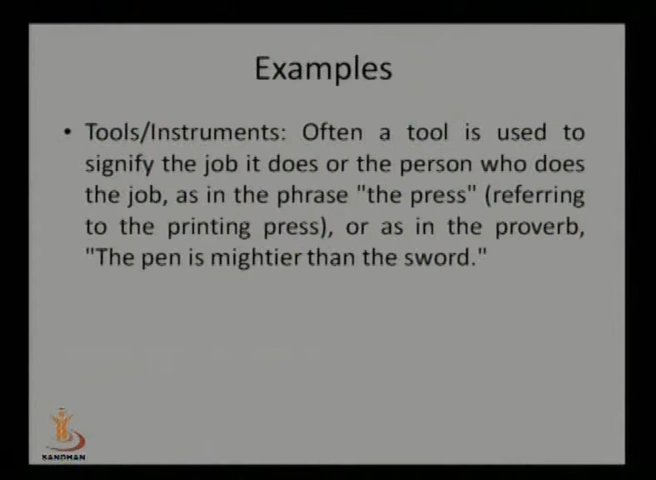 Examples
• Tools/Instruments: Often a tool is used to
signify the job it does or the person who does
the job, as in the phrase "the press" (referring
to the printing press), or as in the proverb,
"The pen is mightier than the sword."
SANDHAN